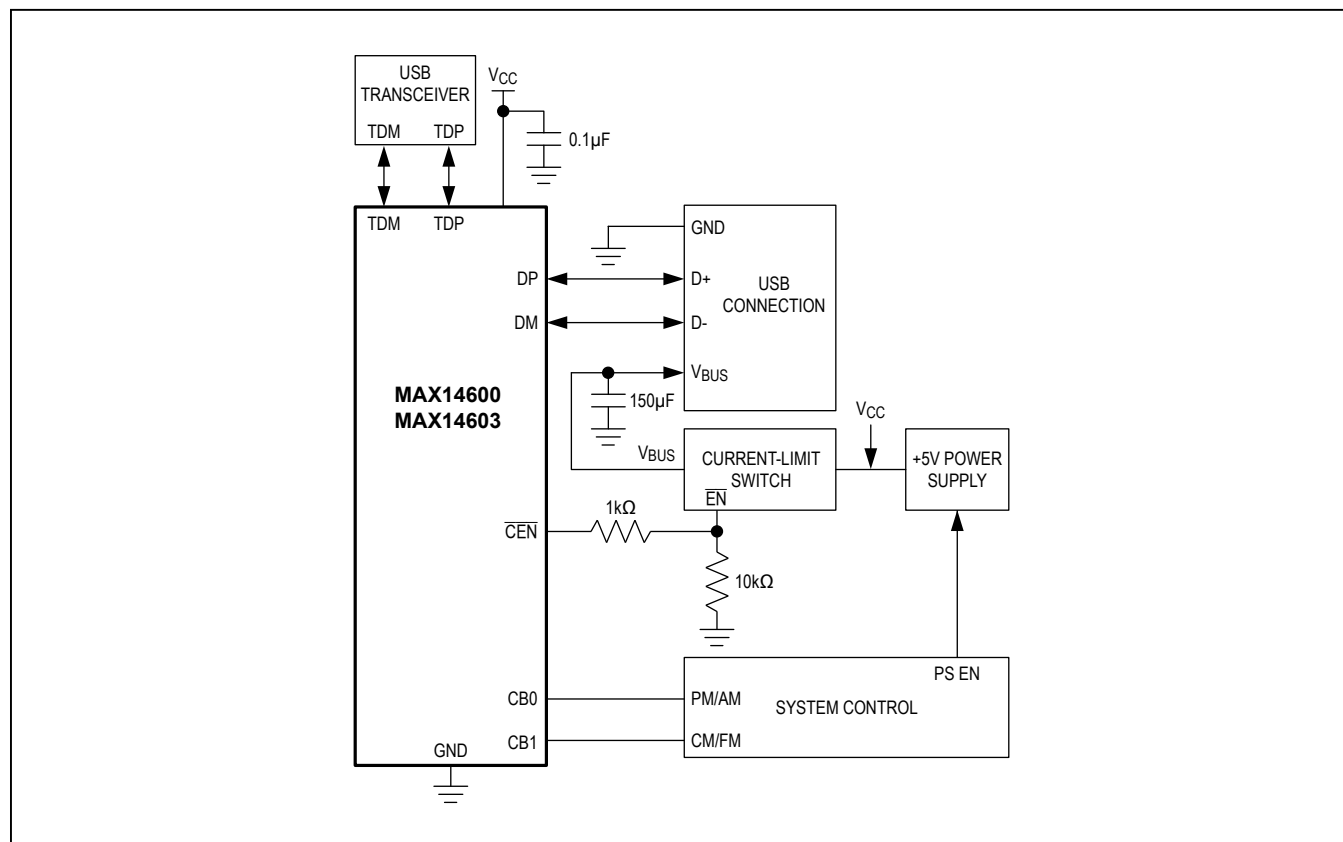 USB
TRANSCEIVER
TDM TDP
VCC
0.1µF
TDM TDP
GND
DP
D+
USB
CONNECTION
DM
D-
VBUS
MAX14600
MAX14603
150µF
VCC
VBUS
CURRENT-LIMIT
SWITCH
+5V POWER
SUPPLY
EN
1kΩ
CEN
10kΩ
PS EN
CB0
PM/AM
SYSTEM CONTROL
CB1
CM/FM
GND